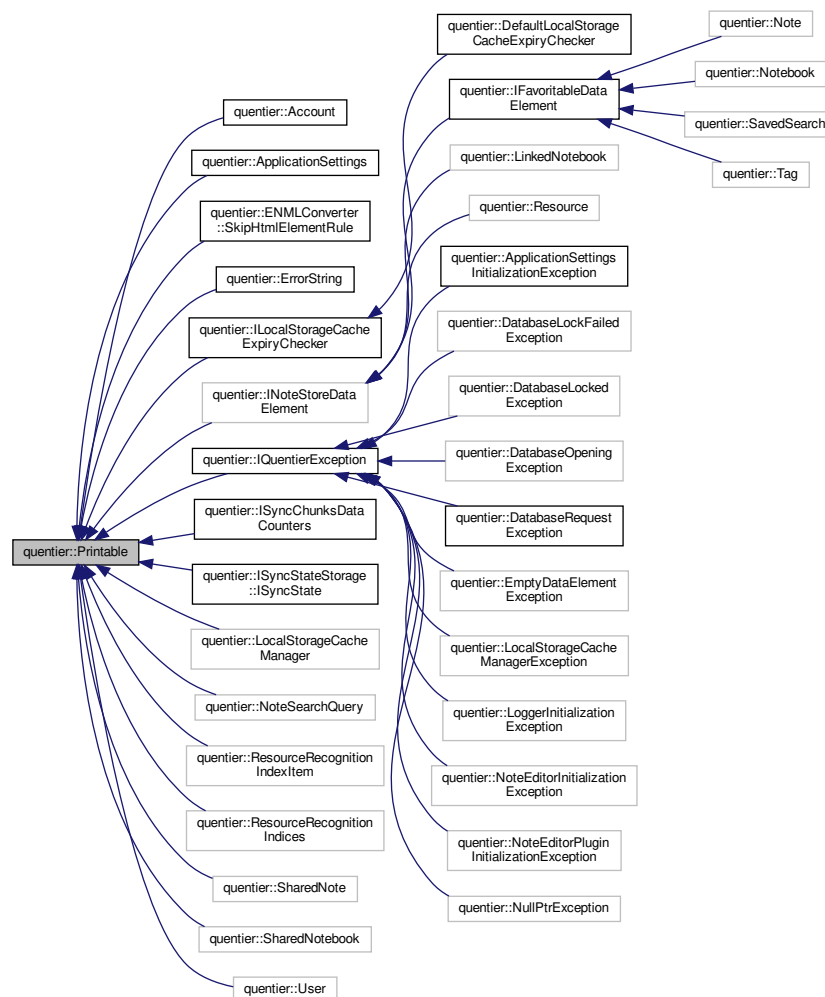 quentier::Printable
quentier::Account
quentier::ApplicationSettings
quentier::ENMLConverter
::SkipHtmlElementRule
quentier::ErrorString
quentier::ILocalStorageCache
ExpiryChecker
quentier::INoteStoreData
Element
quentier::IQuentierException
quentier::ISyncChunksData
Counters
quentier::ISyncStateStorage
::ISyncState
quentier::LocalStorageCache
Manager
quentier::NoteSearchQuery
quentier::ResourceRecognition
IndexItem
quentier::ResourceRecognition
Indices
quentier::SharedNote
quentier::SharedNotebook
quentier::User
quentier::DefaultLocalStorage
CacheExpiryChecker
quentier::IFavoritableData
Element
quentier::LinkedNotebook
quentier::Resource
quentier::ApplicationSettings
InitializationException
quentier::DatabaseLockFailed
Exception
quentier::DatabaseLocked
Exception
quentier::DatabaseOpening
Exception
quentier::DatabaseRequest
Exception
quentier::EmptyDataElement
Exception
quentier::LocalStorageCache
ManagerException
quentier::LoggerInitialization
Exception
quentier::NoteEditorInitialization
Exception
quentier::NoteEditorPlugin
InitializationException
quentier::NullPtrException
quentier::Note
quentier::Notebook
quentier::SavedSearch
quentier::Tag